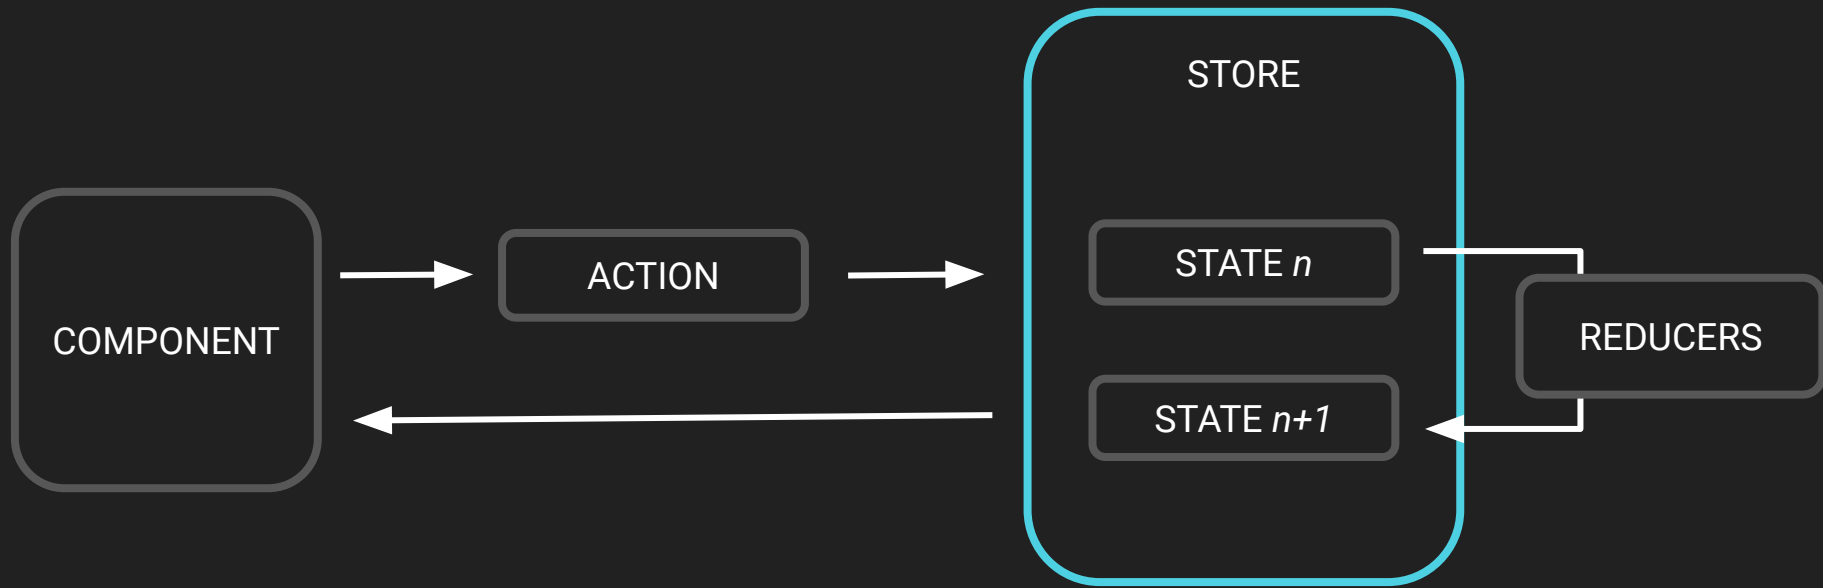 STORE
STATE n
ACTION
COMPONENT
REDUCERS
STATE n+1